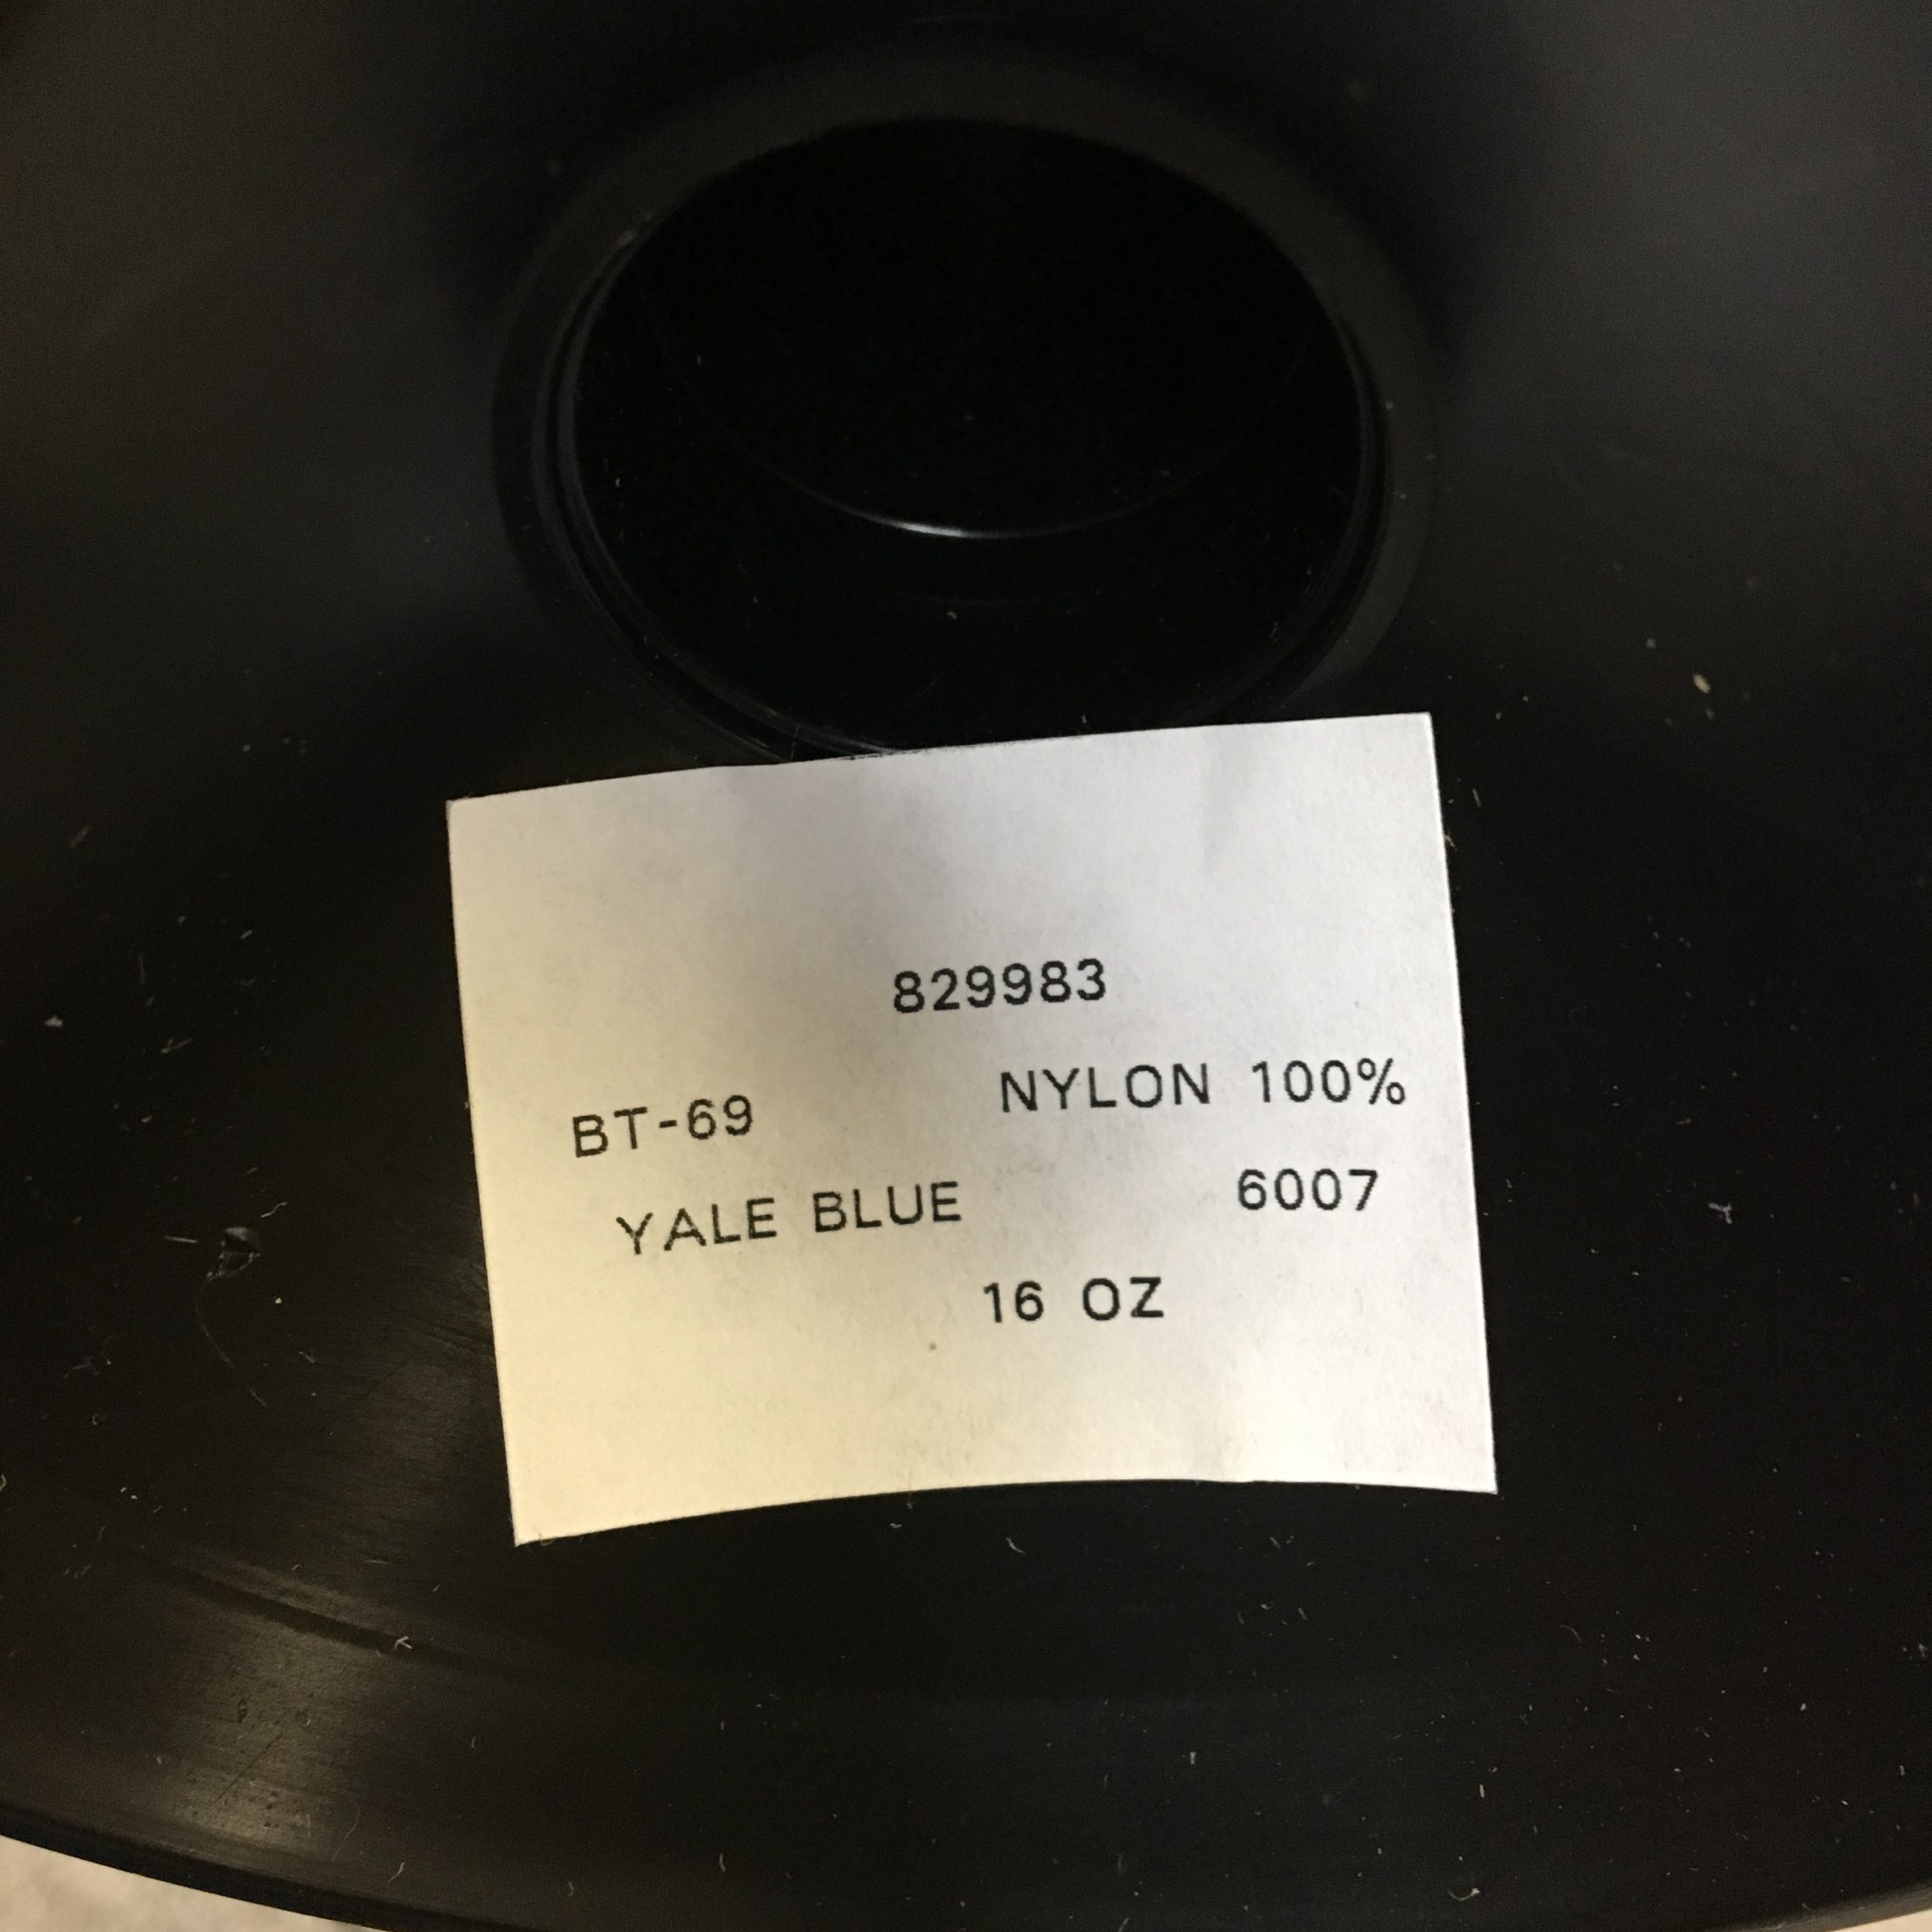 829983
BT-69 NYLON 100%
YALE BLUE 6007
16 OZ